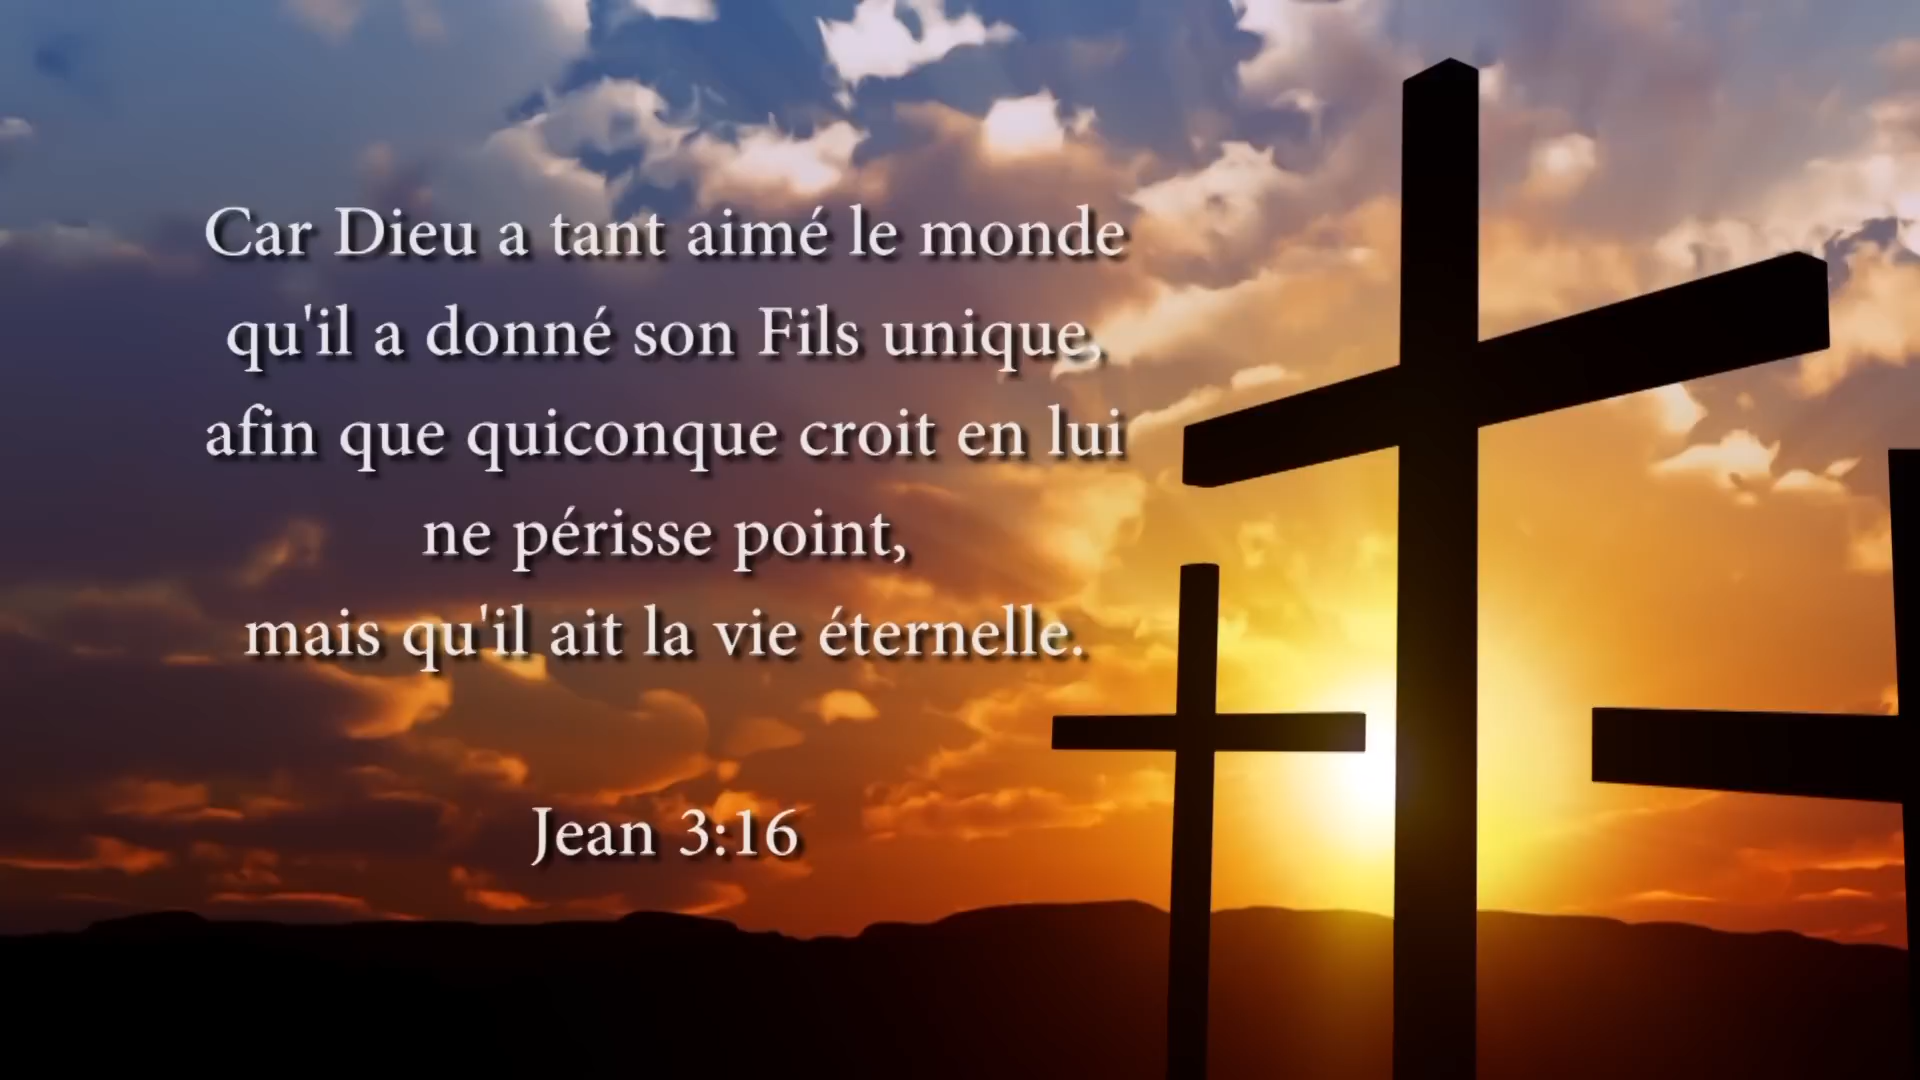 Car Dieu a tant aimé le monde
qu'il a donné son Fils unique,
afin que quiconque croit en lui
ne périsse point,
mais qu'il ait la vie éternelle.
Jean 3:16